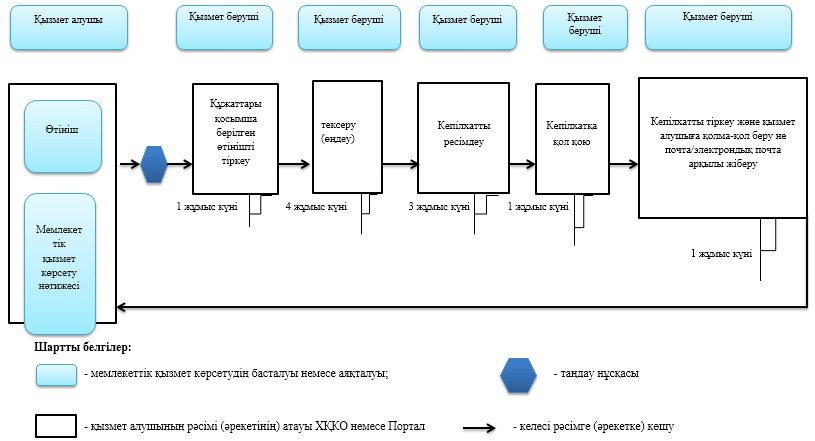 Қызмет алушы
Қызмет беруші
Қызмет беруші
Қызмет беруші
Қызмет
беруші
Қызмет беруші
Өтініш
Мемлекет
тік
қызмет
көрсету
нәтижесі
Құжаттары
қосымша
берілген
өтінішті
тіркеу
тексеру
(өңдеу)
Кепілхатты
ресімдеу
Кепілхатқа
қол қою
Кепілхатты тіркеу және қызмет
алушыға қолма-қол беру не
почта/электрондық почта
арқылы жіберу
1 жұмыс күні
4 жұмыс күні
3 жұмыс күні
1 жұмыс күні
1 жұмыс күні
Шартты белгілер:
- мемлекеттік қызмет көрсетудің басталуы немесе аяқталуы;
- таңдау нұсқасы
- қызмет алушының рәсімі (әрекетінің) атауы ХҚКО немесе Портал
- келесі рәсімге (әрекетке) көшу